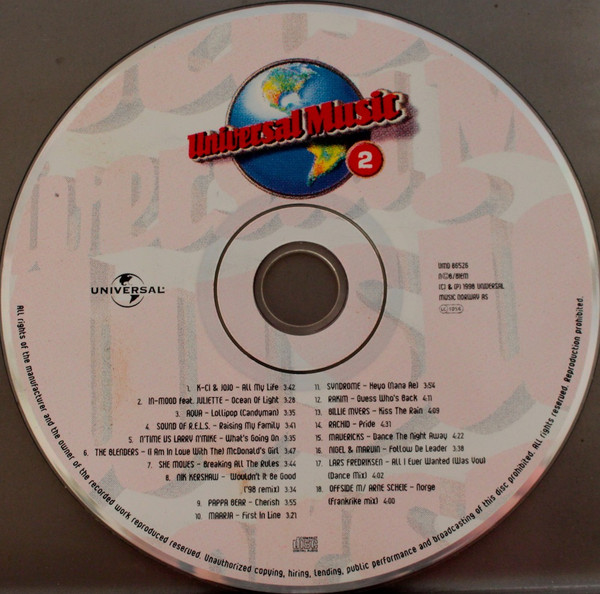 Universal Music
2
UNIVERSAL
UMD 86526
n©b/BIEM
(C) & (P) 1998 UNIVERSAL
MUSIC NORWAY AS
1. K-Ci & JOJO – All My Life 3:42
2. IN-MOOD feat. JULIETTE – Ocean Of Light 3:28
3. AQUA – Lollipop (Candyman) 3:35
4. SOUND OF R.E.L.S. – Raising My Family 3:41
5. N'TIME US LARRY N'MIKE – What's Going On 3:35
6. THE BLENDERS – (I Am In Love With The) McDonald's Girl 3:47
7. SHE MOVES – Breaking All The Rules 3:44
8. NIK KERSHAW – Wouldn't It Be Good
('98 remix) 3:34
9. PAPPA BEAR – Cherish 3:55
10. MAARJA – First In Line 3:21
11. SYNDROME – Heyo (Nana Ae) 3:54
12. RAKIM – Guess Who's Back 4:11
13. BILLIE MYERS – Kiss The Rain 4:09
14. RACHID – Pride 4:31
15. MAVERICKS – Dance The Night Away 4:22
16. NIGEL & MARVIN – Follow De Leader 3:38
17. LARS FREDRIKSEN – All I Ever Wanted (Was You)
(Dance Mix) 4:22
18. OFFSIDE M/ ARNE SCHEIE – Norge
(Frankrike mix) 4:00
COMPACT
disc
DIGITAL AUDIO
All rights of the manufacturer and the owner of the recorded work reproduced reserved. Unauthorized copying, hiring, lending, public performance and broadcasting of this disc prohibited. All rights reserved. Reproduction prohibited.